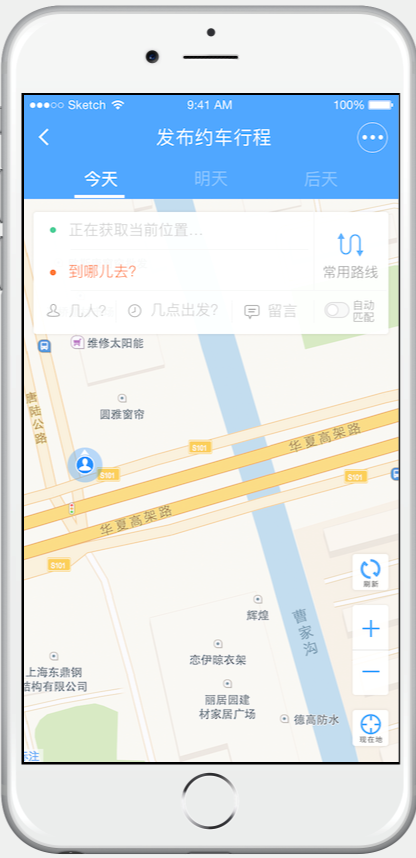 ●●●○○ Sketch 9:41 AM 100%
发布约车行程
今天 明天 后天
正在获取当前位置...
到哪儿去?
常用路线
几人? 几点出发? 留言 自动
匹配
维修太阳能
圆雅窗帘
唐陆公路
S101
华夏高架路
S101
S101
华夏高架路
S101
刷新
辉煌
曹家沟
恋伊晾衣架
上海东鼎钢
结构有限公司
丽居园建
材家居广场
德高防水
现在地
标注